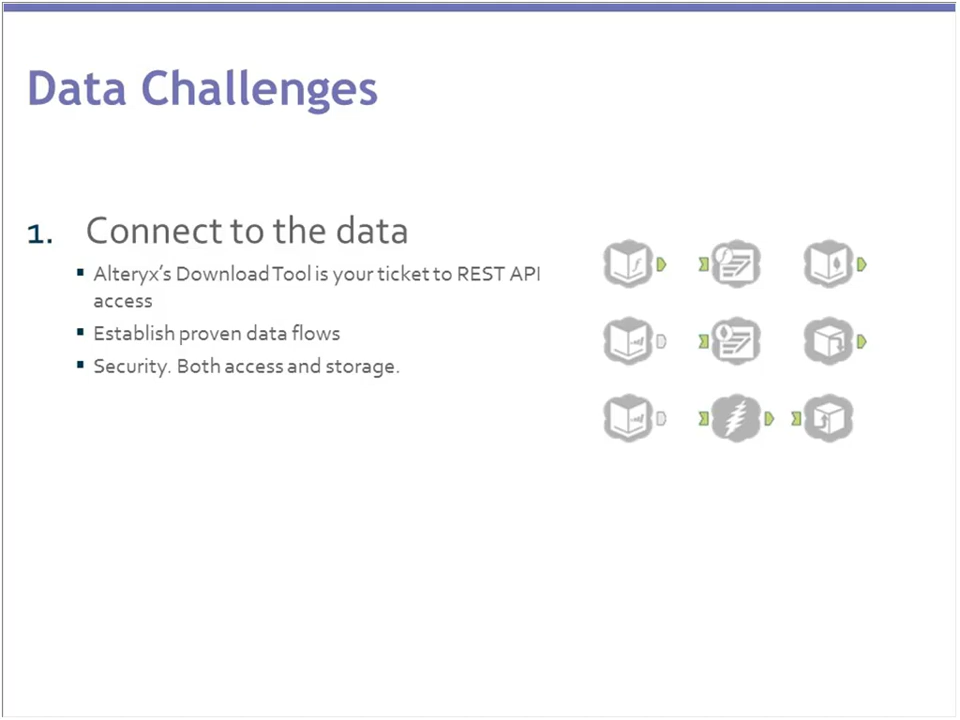 Data Challenges
1. Connect to the data
▪ Alteryx’s Download Tool is your ticket to REST API
access
▪ Establish proven data flows
▪ Security. Both access and storage.